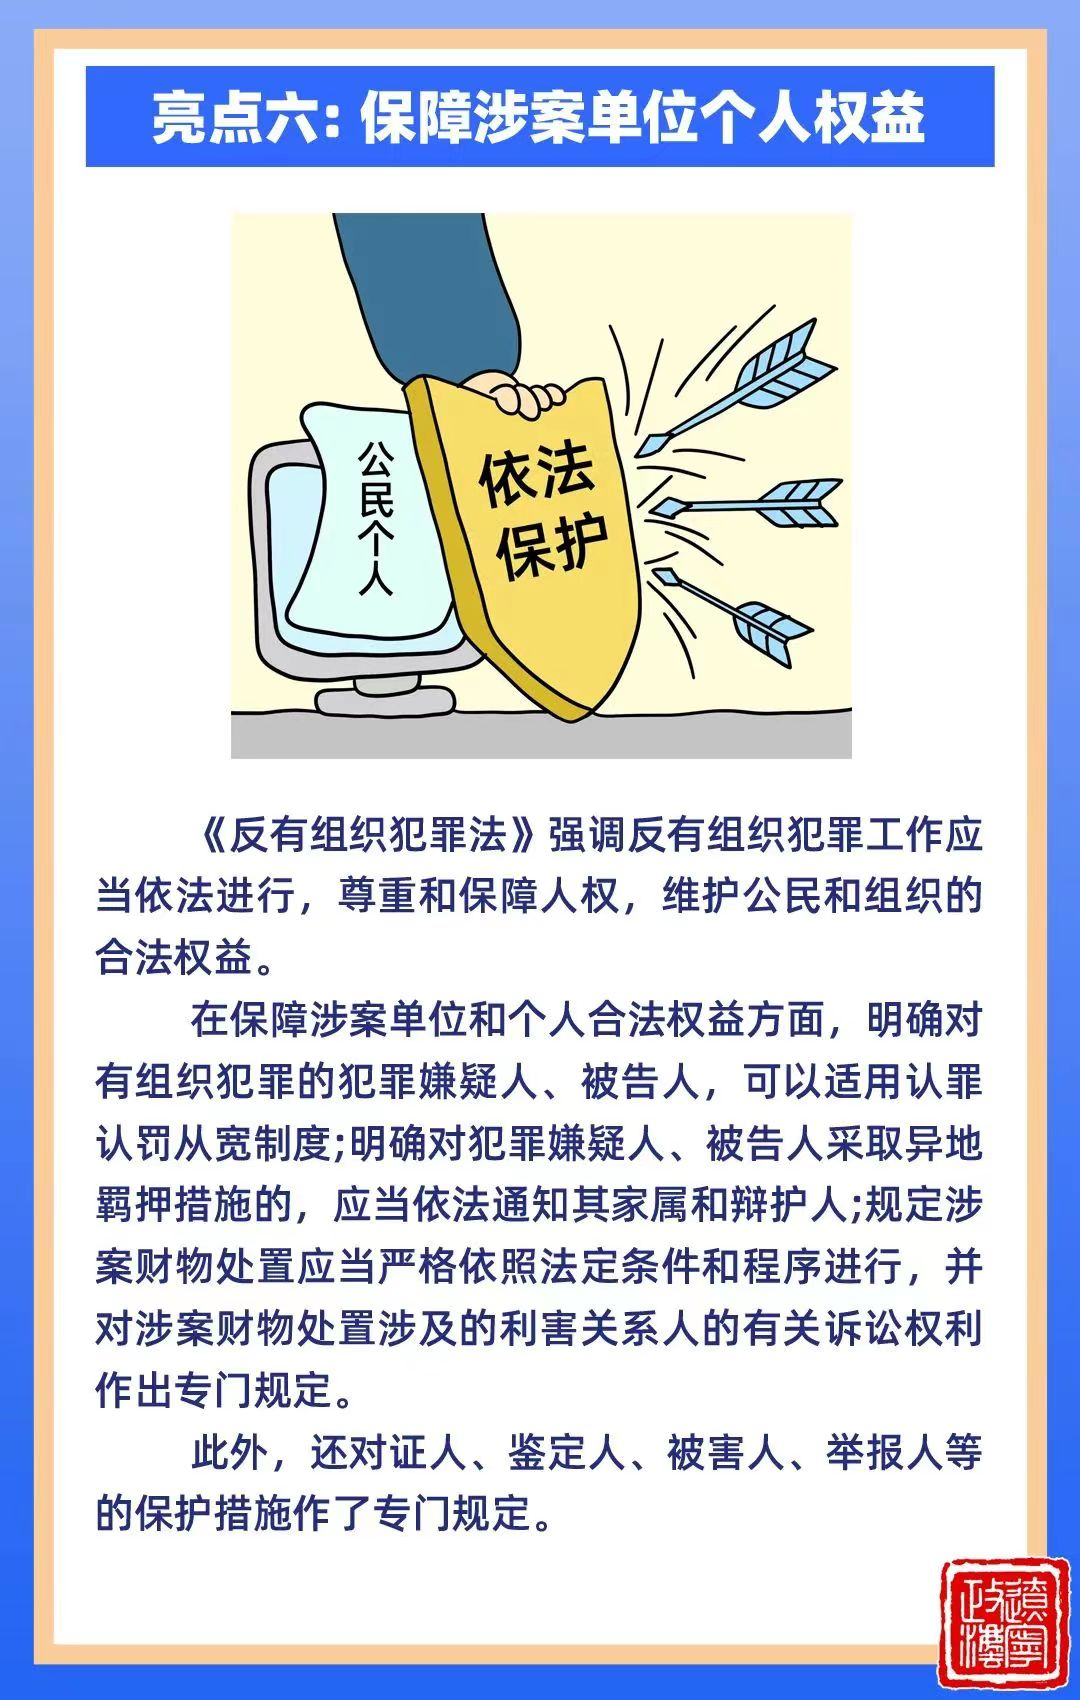 亮点六：保障涉案单位个人权益
公民个人
依法
保护
《反有组织犯罪法》强调反有组织犯罪工作应
当依法进行，尊重和保障人权，维护公民和组织的
合法权益。
在保障涉案单位和个人合法权益方面，明确对
有组织犯罪的犯罪嫌疑人、被告人，可以适用认罪
认罚从宽制度;明确对犯罪嫌疑人、被告人采取异地
羁押措施的，应当依法通知其家属和辩护人;规定涉
案财物处置应当严格依照法定条件和程序进行，并
对涉案财物处置涉及的利害关系人的有关诉讼权利
作出专门规定。
此外，还对证人、鉴定人、被害人、举报人等
的保护措施作了专门规定。